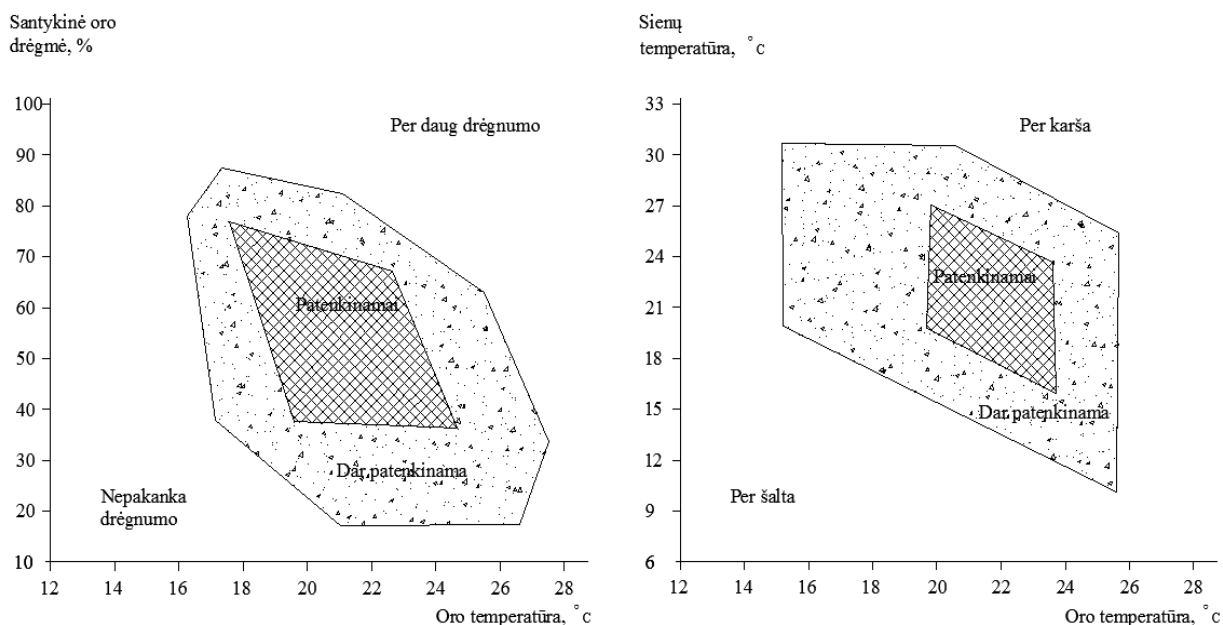 Santykinė oro
drėgmė, %
100
90
80
70
60
50
40
30
20
10
12
14
16
18
20
22
24
26
28
Oro temperatūra, °C
Per daug drėgnumo
Patenkinamai
Dar patenkinama
Nepakanka
drėgnumo
Sienų
temperatūra, °C
33
30
27
24
21
18
15
12
9
6
12
14
16
18
20
22
24
26
28
Oro temperatūra, °C
Per karša
Patenkinamai
Dar patenkinama
Per šalta